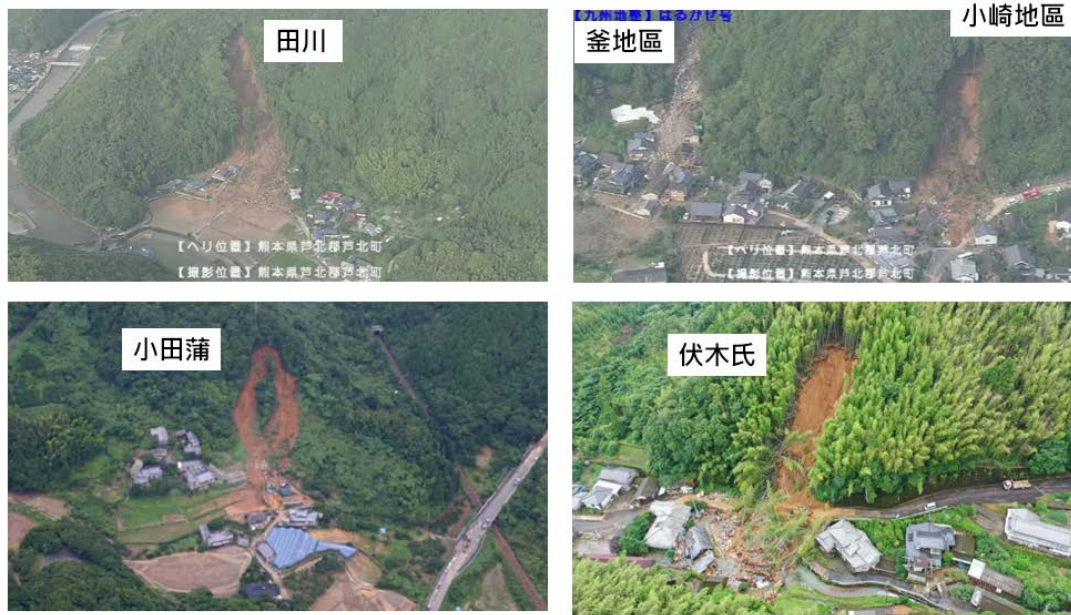 田川
【ヘリ位置】熊本県芦北郡芦北町
【撮影位置】熊本県芦北郡芦北町
【九州地整】はるかぜ号
釜地區
小崎地區
【ヘリ位置】熊本県芦北郡芦北町
【撮影位置】熊本県芦北郡芦北町
小田蒲
伏木氏